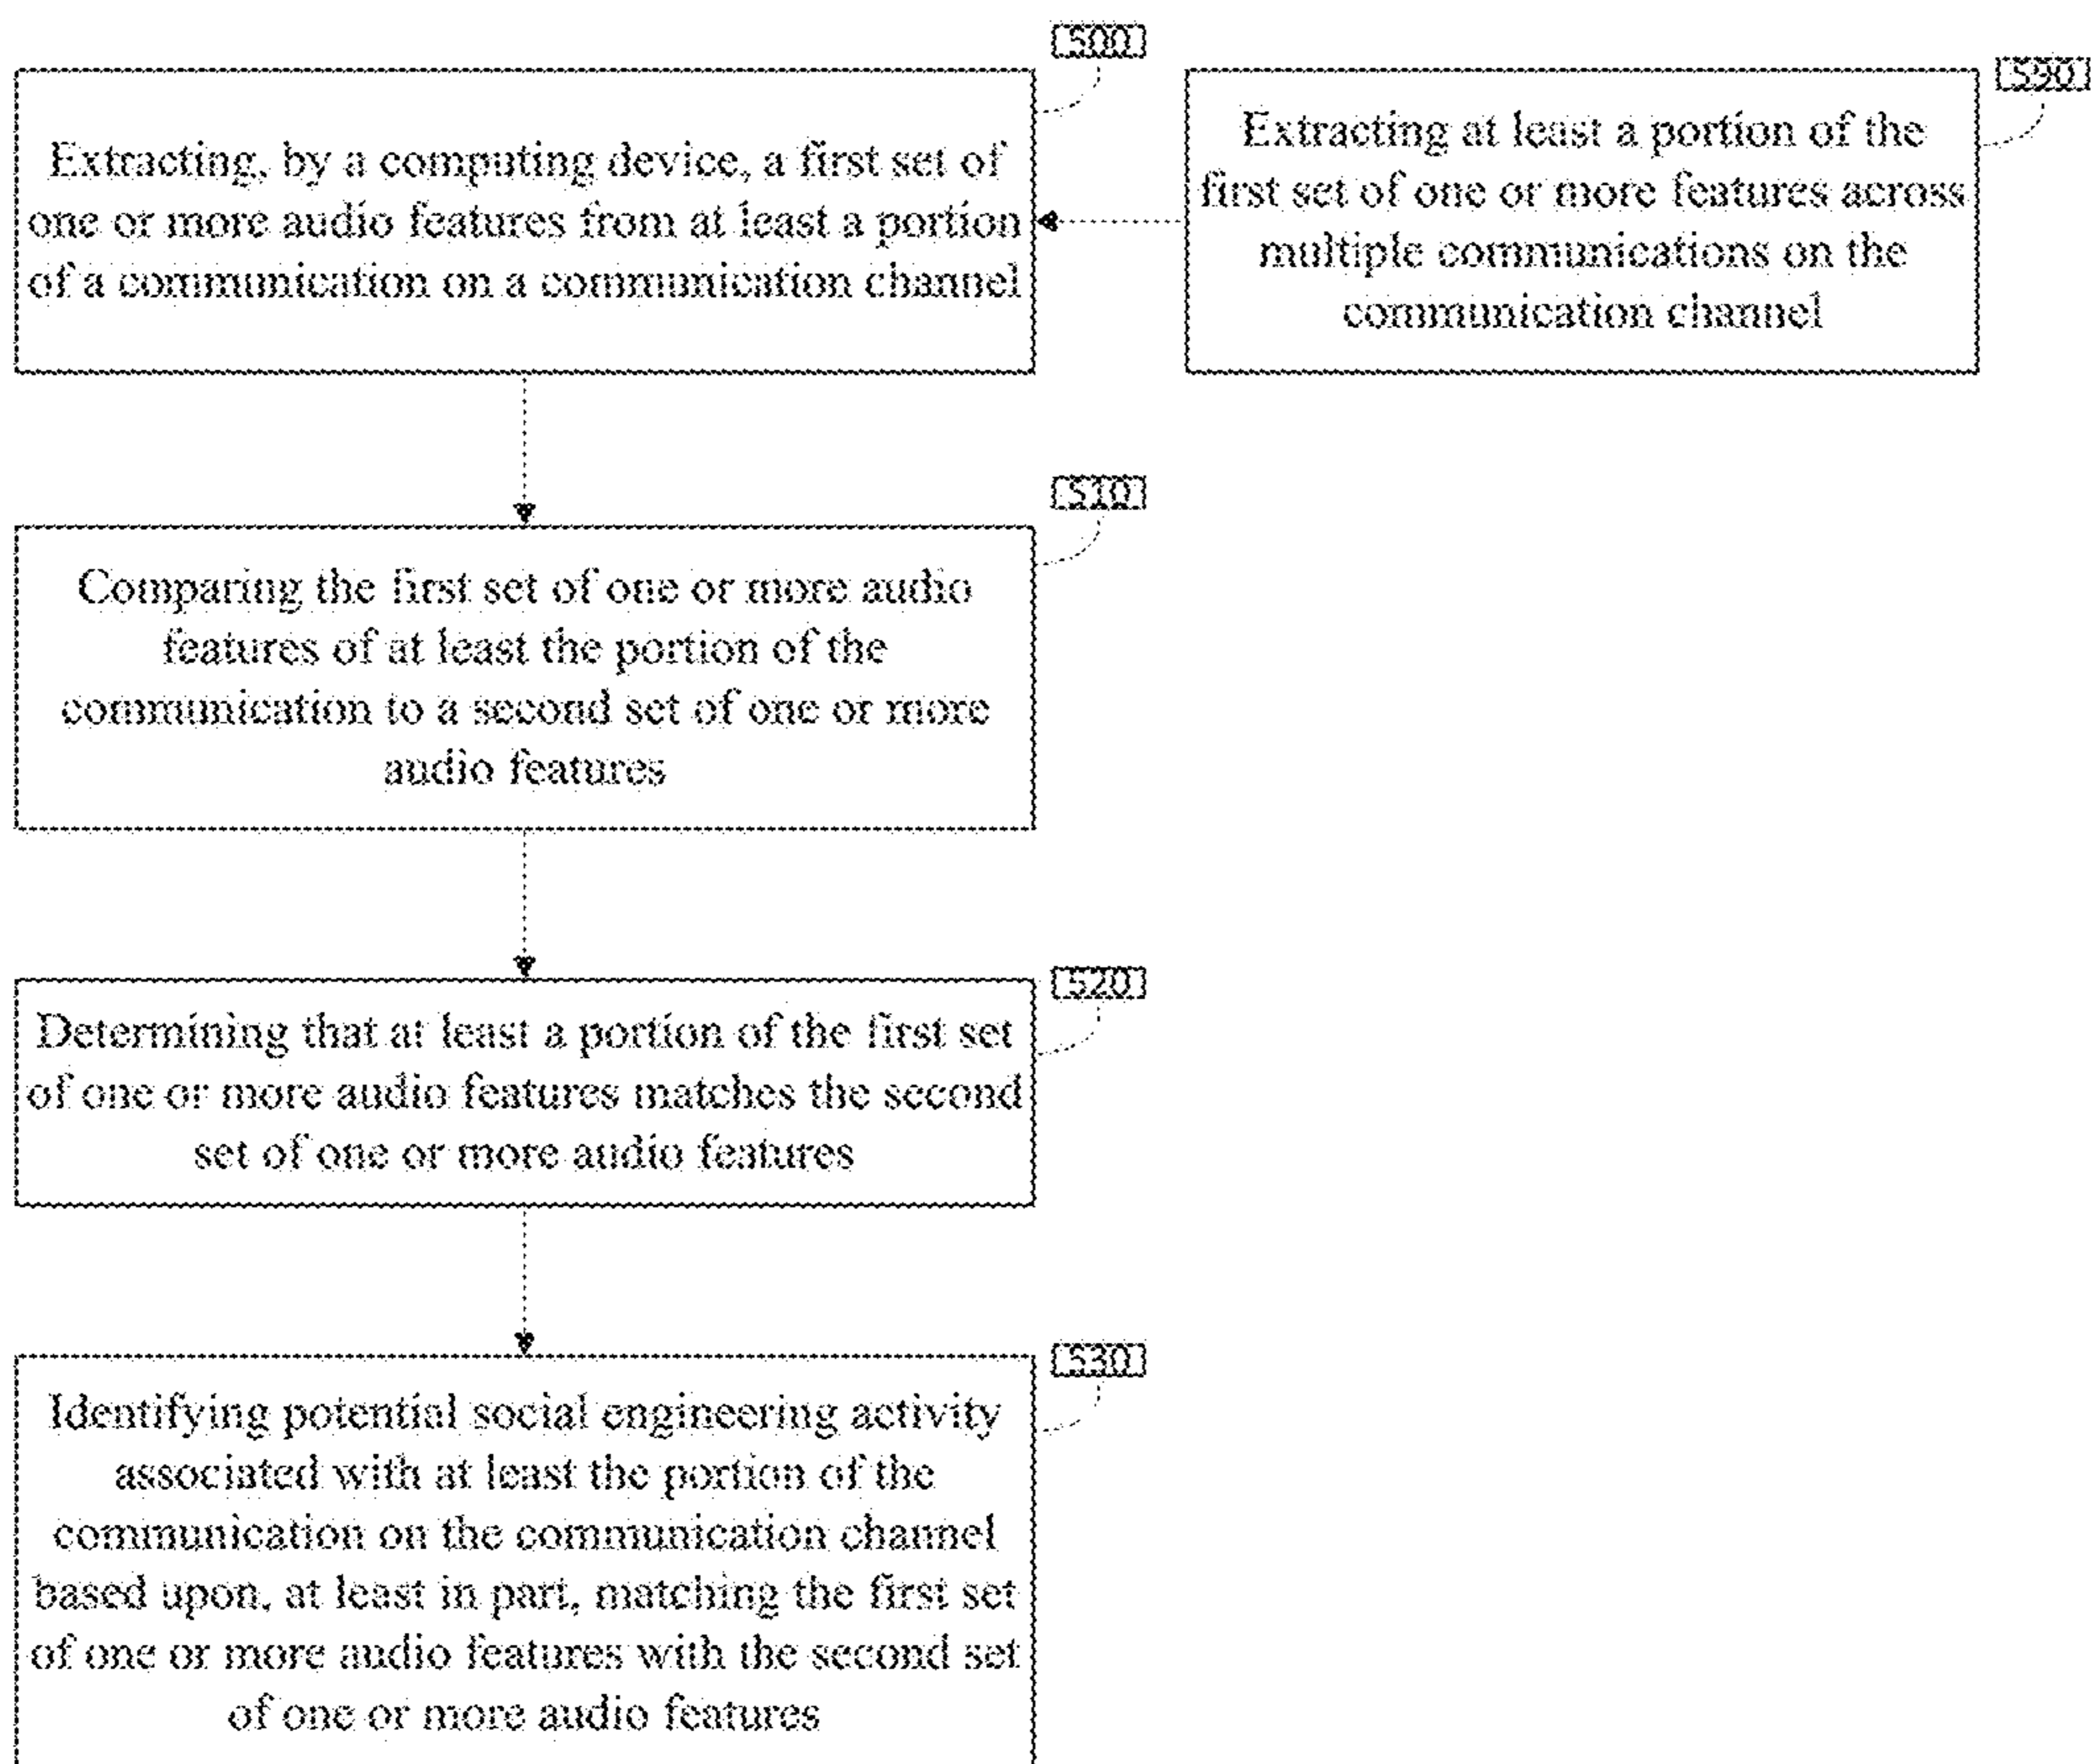 500
Extracting, by a computing device, a first set of
one or more audio features from at least a portion
of a communication on a communication channel
590
Extracting at least a portion of the
first set of one or more features across
multiple communications on the
communication channel
510
Comparing the first set of one or more audio
features of at least the portion of the
communication to a second set of one or more
audio features
520
Determining that at least a portion of the first set
of one or more audio features matches the second
set of one or more audio features
530
Identifying potential social engineering activity
associated with at least the portion of the
communication on the communication channel
based upon, at least in part, matching the first set
of one or more audio features with the second set
of one or more audio features